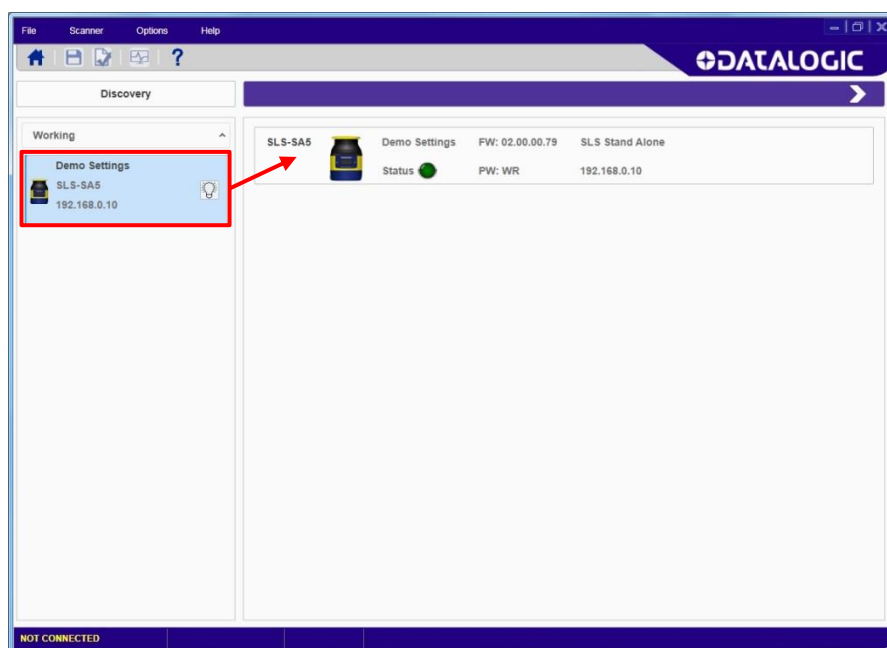 File Scanner Options Help
?
DATALOGIC
Discovery
Working
Demo Settings
SLS-SA5
192.168.0.10
SLS-SA5 Demo Settings FW: 02.00.00.79 SLS Stand Alone
Status PW: WR 192.168.0.10
NOT CONNECTED